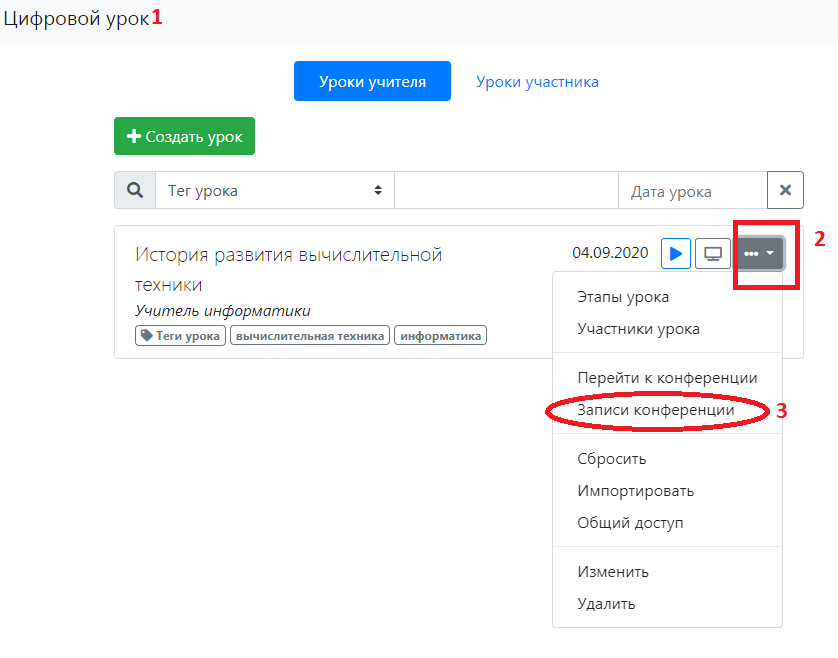 Цифровой урок1
Уроки учителя Уроки участника
Создать урок
Тег урока Дата урока
История развития вычислительной 04.09.2020 2
техники
Учитель информатики
Теги урока вычислительная техника информатика
Этапы урока
Участники урока
Перейти к конференции
Записи конференции 3
Сбросить
Импортировать
Общий доступ
Изменить
Удалить